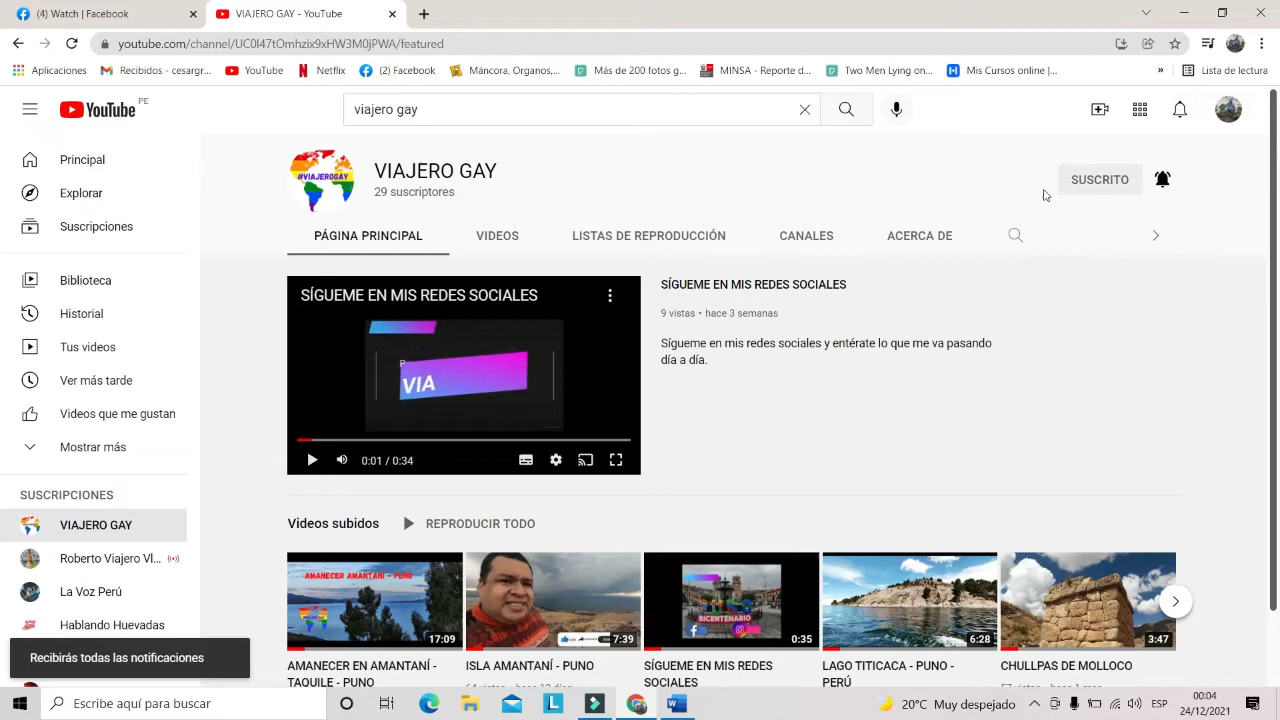 (4) Watch | Facebook
VIAJERO GAY - YouTube
youtube.com/channel/UC0I47tOmhzix9xHW3M0jPWA/featured
Aplicaciones
Recibidos - cesargr...
YouTube
Netflix
(2) Facebook
Máncora, Organos,...
Más de 200 fotos g...
MINSA - Reporte d...
Two Men Lying on...
Mis Cursos online |...
»
Lista de lectura
YouTube PE
viajero gay
Principal
Explorar
Suscripciones
Biblioteca
Historial
Tus videos
Ver más tarde
Videos que me gustan
Mostrar más
SUSCRIPCIONES
VIAJERO GAY
Roberto Viajero Vl...
La Voz Perú
Hablando Huevadas
Recibirás todas las notificaciones
#VIAJEROGAY
VIAJERO GAY
29 suscriptores
SUSCRITO
PÁGINA PRINCIPAL
VIDEOS
LISTAS DE REPRODUCCIÓN
CANALES
ACERCA DE
SÍGUEME EN MIS REDES SOCIALES
P
VIA
0:01 / 0:34
SÍGUEME EN MIS REDES SOCIALES
9 vistas • hace 3 semanas
Sígueme en mis redes sociales y entérate lo que me va pasando
día a día.
Videos subidos
REPRODUCIR TODO
AMANECER AMANTANÍ - PUNO
17:09
7:39
BICENTENARIO
0:35
6:28
3:47
AMANECER EN AMANTANÍ -
TAQUILE - PUNO
ISLA AMANTANÍ - PUNO
SÍGUEME EN MIS REDES
SOCIALES
LAGO TITICACA - PUNO -
PERÚ
CHULLPAS DE MOLLOCO
Escribe aquí para buscar
20°C Muy despejado
ESP
00:04
24/12/2021